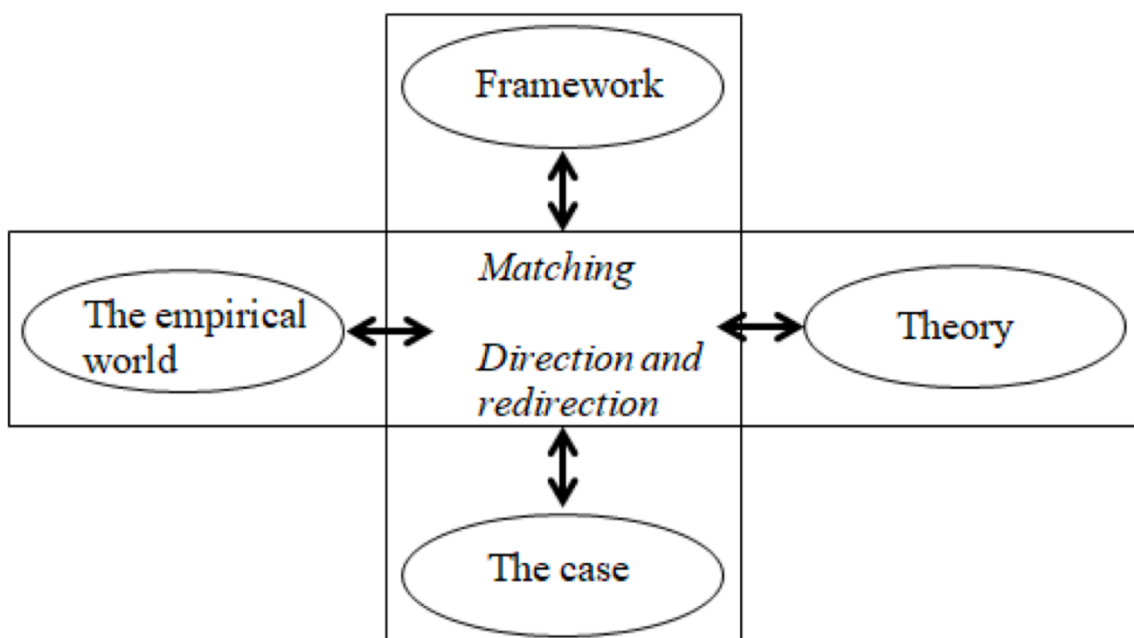 Framework
Matching
The empirical
world
Theory
Direction and
redirection
The case